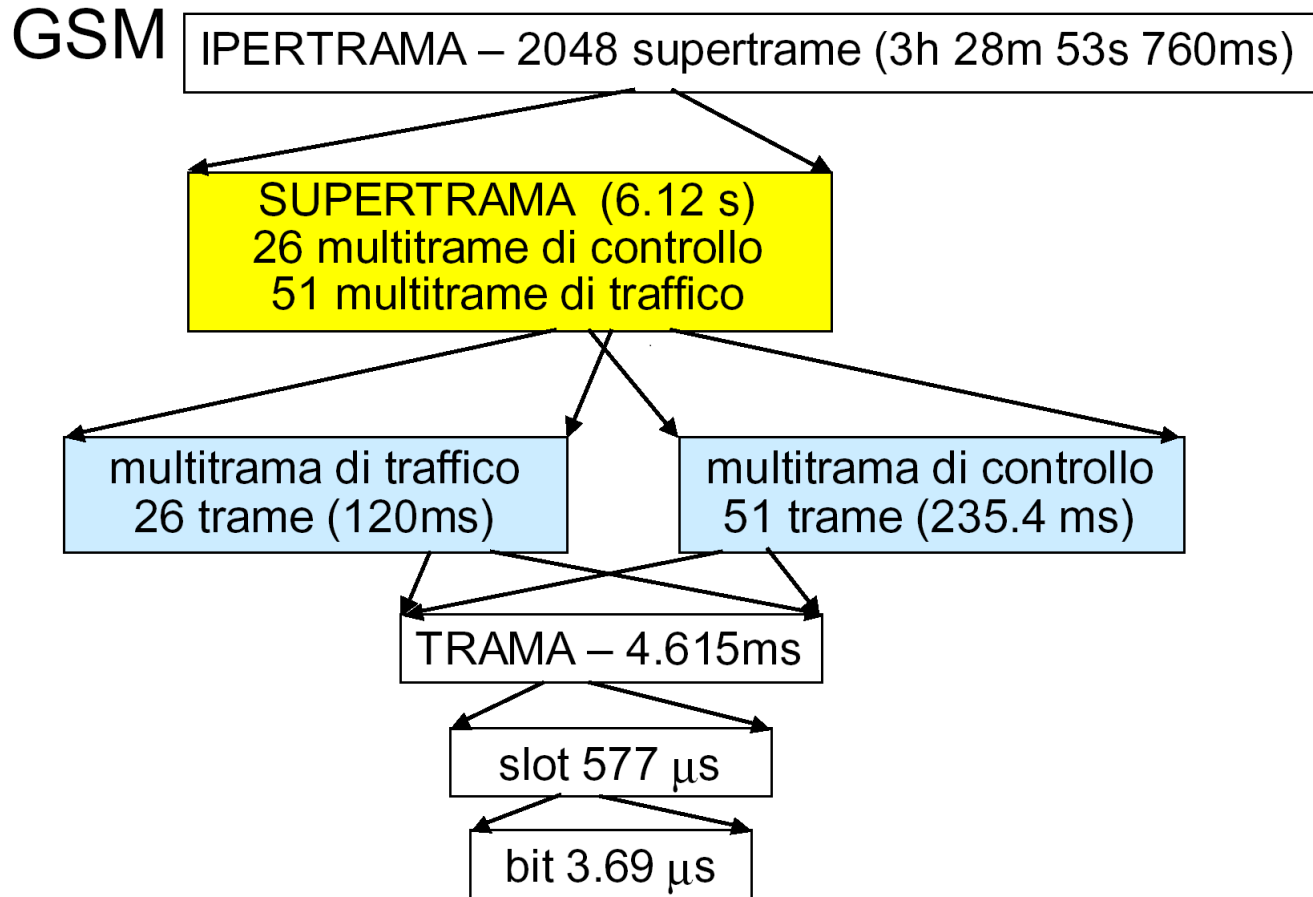 GSM
IPERTRAMA – 2048 supertrame (3h 28m 53s 760ms)
SUPERTRAMA (6.12 s)
26 multitrame di controllo
51 multitrame di traffico
multitrama di traffico
26 trame (120ms)
multitrama di controllo
51 trame (235.4 ms)
TRAMA – 4.615ms
slot 577 μs
bit 3.69 μs